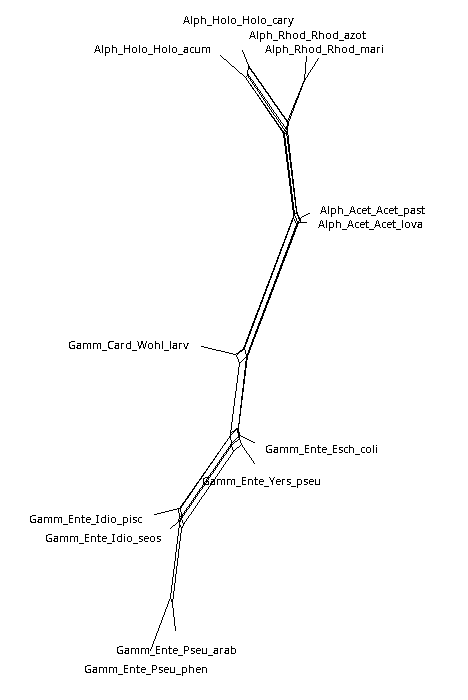 Alph_Holo_Holo_cary
Alph_Rhod_Rhod_azot
Alph_Holo_Holo_acum
Alph_Rhod_Rhod_mari
Alph_Acet_Acet_past
Alph_Acet_Acet_lova
Gamm_Card_Wohl_larv
Gamm_Ente_Esch_coli
Gamm_Ente_Yers_pseu
Gamm_Ente_Idio_pisc
Gamm_Ente_Idio_seos
Gamm_Ente_Pseu_arab
Gamm_Ente_Pseu_phen